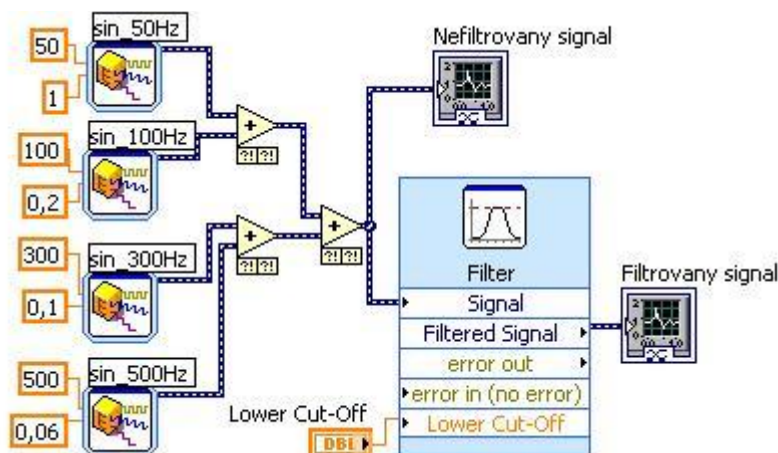 sin_50Hz
50
1
sin_100Hz
100
0,2
sin_300Hz
300
0,1
sin_500Hz
500
0,06
Nefiltrovany signal
Filter
Signal
Filtered Signal
error out
error in (no error)
Lower Cut-Off
Lower Cut-Off
DBL
Filtrovany signal
+
?! ?!
+
?! ?!
+
?! ?!